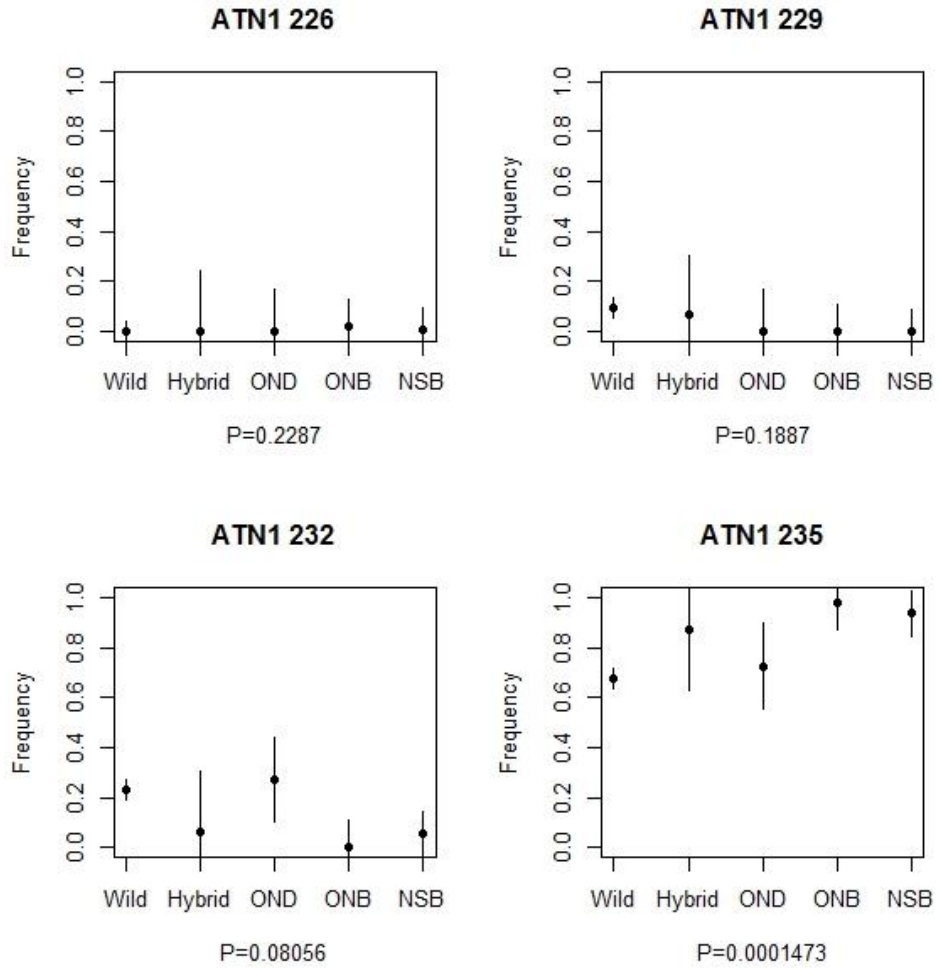 ATN1 226
Frequency
1.0
0.8
0.6
0.4
0.2
0.0
Wild Hybrid OND ONB NSB
P=0.2287
ATN1 229
Frequency
1.0
0.8
0.6
0.4
0.2
0.0
Wild Hybrid OND ONB NSB
P=0.1887
ATN1 232
Frequency
1.0
0.8
0.6
0.4
0.2
0.0
Wild Hybrid OND ONB NSB
P=0.08056
ATN1 235
Frequency
1.0
0.8
0.6
0.4
0.2
0.0
Wild Hybrid OND ONB NSB
P=0.0001473